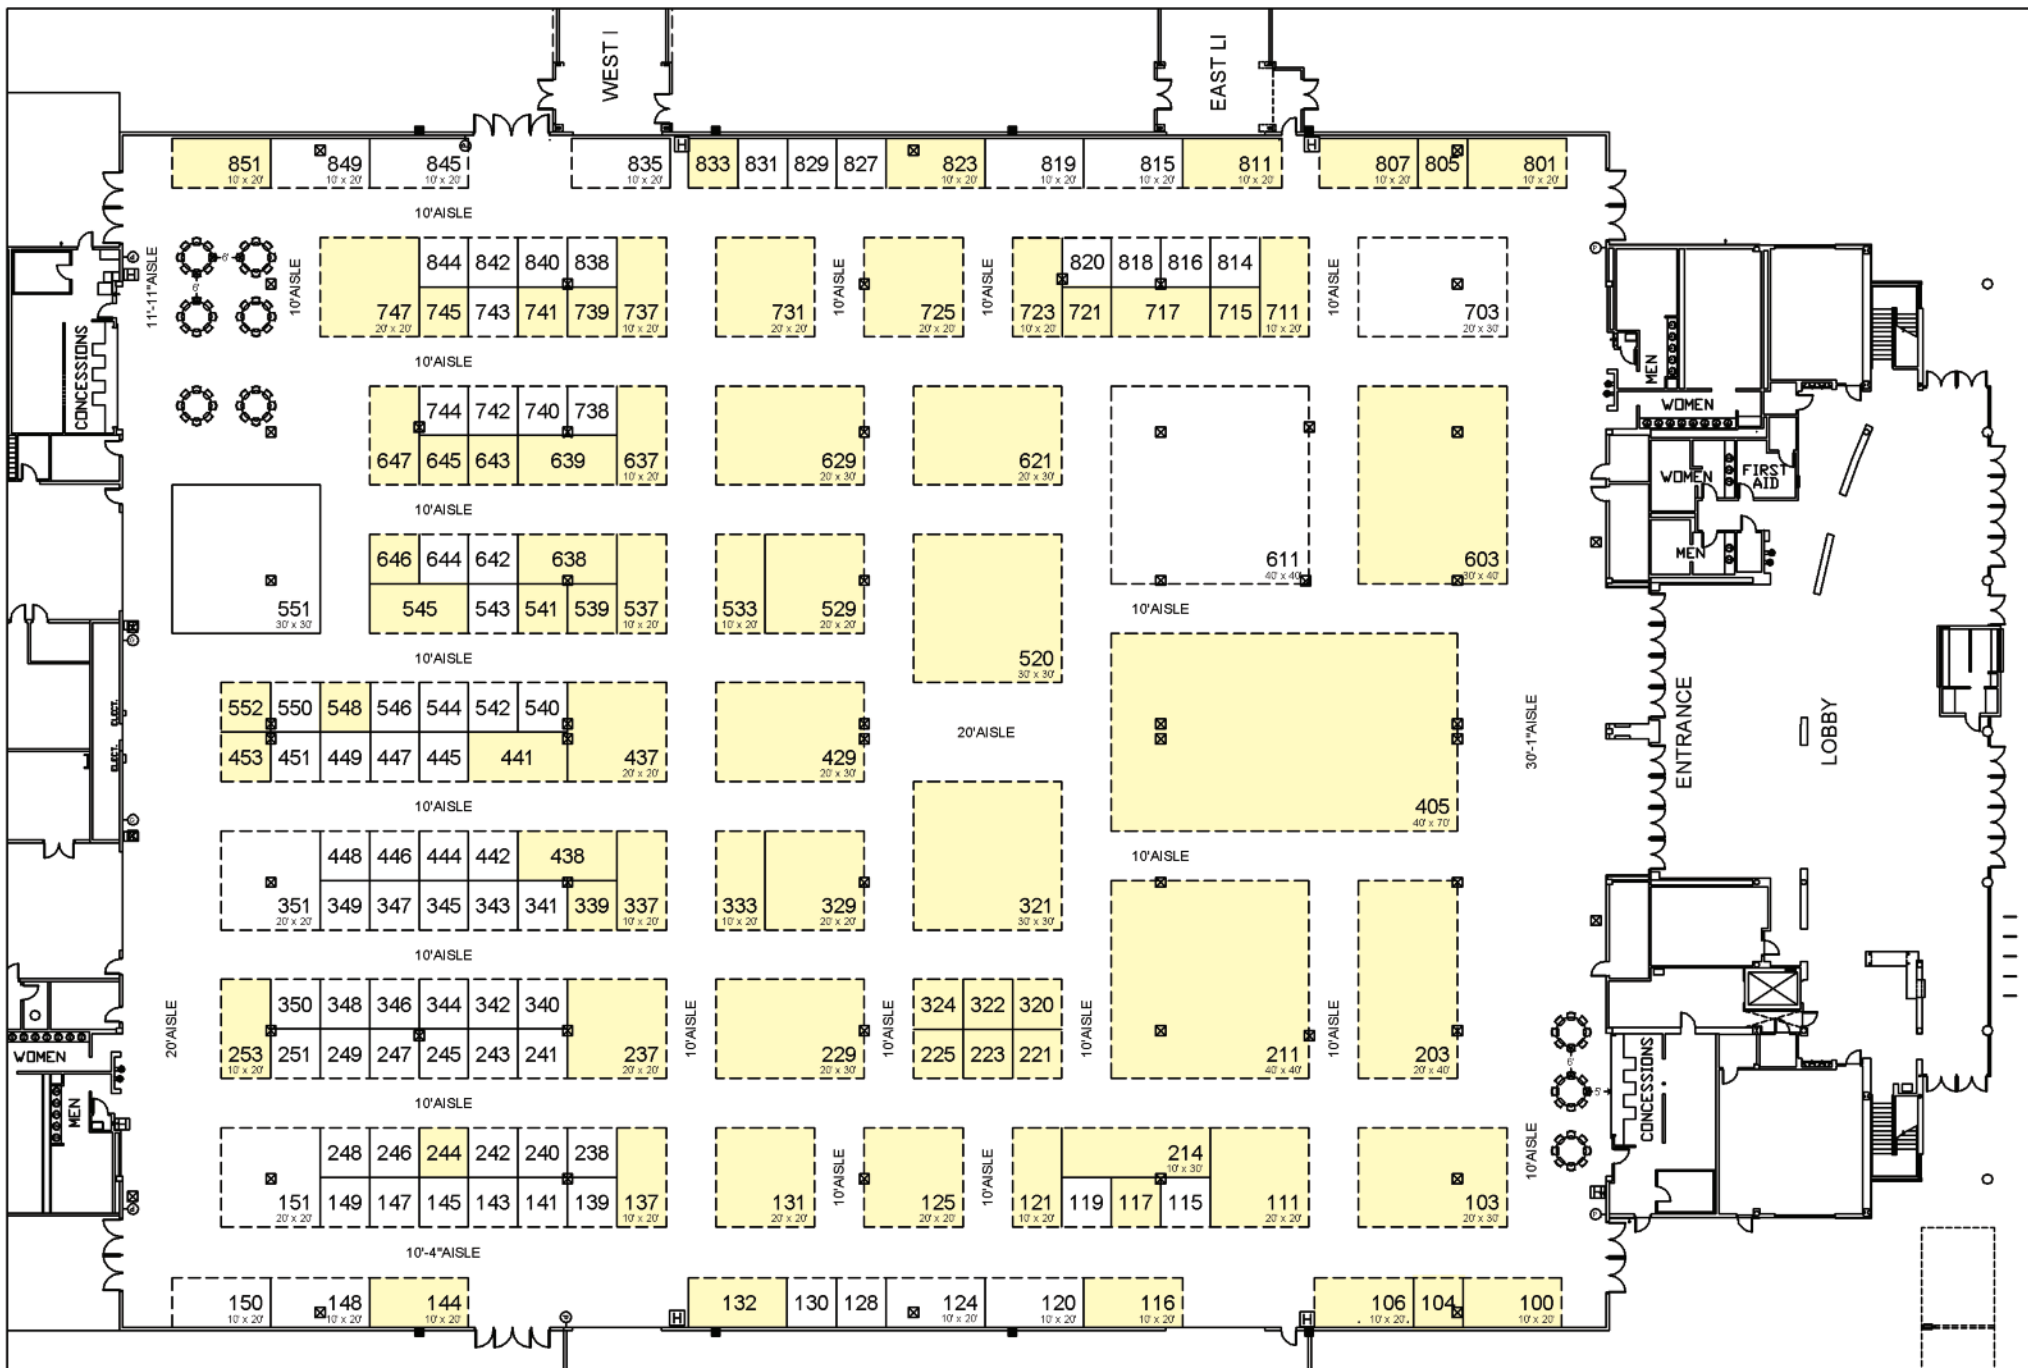 WEST I
EAST LI
851 849 845 835 833 831 829 827 823 819 815 811 807 805 801
10' x 20' 10' x 20' 10' x 20' 10' x 20' 10' x 20' 10' x 20' 10' x 20' 10' x 20' 10' x 20' 10' x 20'
10'AISLE
11'-11"AISLE
6'
6'
10'AISLE
844 842 840 838
10'AISLE
10'AISLE
820 818 816 814
10'AISLE
747 745 743 741 739 737 731 725 723 721 717 715 711 703
20' x 20' 10' x 20' 20' x 20' 20' x 20' 10' x 20' 10' x 20' 20' x 30'
CONCESSIONS
MEN
10'AISLE
WOMEN
744 742 740 738
647 645 643 639 637 629 621
10' x 20' 20' x 30' 20' x 30'
WOMEN
FIRST
AID
10'AISLE
646 644 642 638 611 603
40' x 40' 30' x 40'
MEN
551
30' x 30'
545 543 541 539 537 533 529
10' x 20' 10' x 20' 20' x 20'
10'AISLE
10'AISLE
520
30' x 30'
552 550 548 546 544 542 540
ELECT.
ELECT.
453 451 449 447 445 441 437 429
20' x 20' 20' x 30'
20'AISLE
30'-1"AISLE
ENTRANCE
LOBBY
10'AISLE
405
40' x 70'
448 446 444 442 438
10'AISLE
351 349 347 345 343 341 339 337 333 329 321
20' x 20' 10' x 20' 10' x 20' 20' x 20' 30' x 30'
10'AISLE
350 348 346 344 342 340 324 322 320
20'AISLE
10'AISLE
10'AISLE
10'AISLE
10'AISLE
253 251 249 247 245 243 241 237 229 225 223 221 211 203
10' x 20' 20' x 20' 20' x 30' 40' x 40' 20' x 40'
WOMEN
MEN
CONCESSIONS
6'
10'AISLE
248 246 244 242 240 238 214
10' x 30'
10'AISLE
10'AISLE
10'AISLE
151 149 147 145 143 141 139 137 131 125 121 119 117 115 111 103
20' x 20' 10' x 20' 20' x 20' 20' x 20' 10' x 20' 20' x 20' 20' x 30'
10'-4"AISLE
150 148 144 132 130 128 124 120 116 106 104 100
10' x 20' 10' x 20' 10' x 20' 10' x 20' 10' x 20' 10' x 20' 10' x 20' 10' x 20'